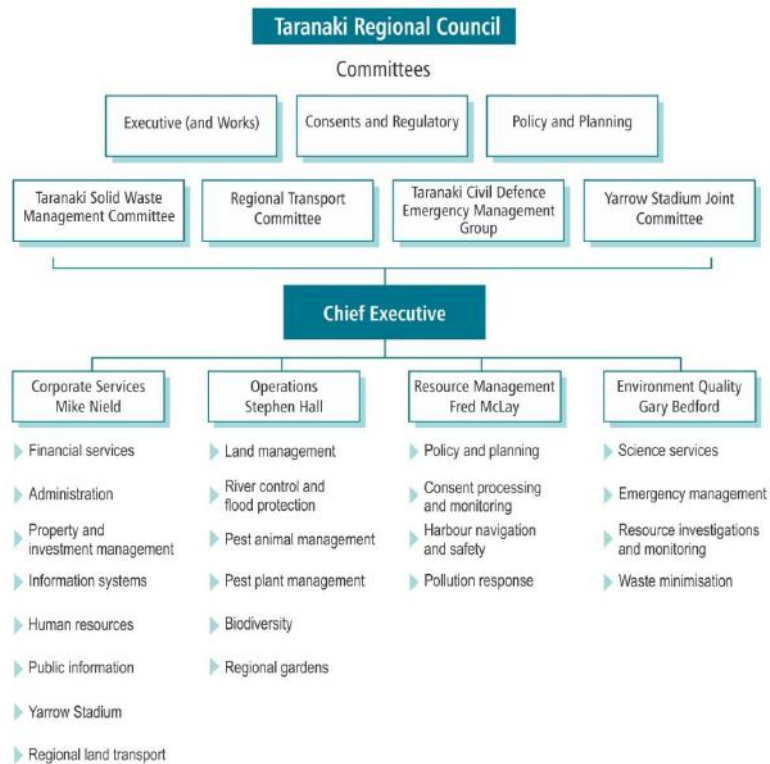 Taranaki Regional Council
Committees
Executive (and Works)
Consents and Regulatory
Policy and Planning
Taranaki Solid Waste
Management Committee
Regional Transport
Committee
Taranaki Civil Defence
Emergency Management
Group
Yarrow Stadium Joint
Committee
Chief Executive
Corporate Services
Mike Nield
Operations
Stephen Hall
Resource Management
Fred McLay
Environment Quality
Gary Bedford
Financial services
Administration
Property and
investment management
Information systems
Human resources
Public information
Yarrow Stadium
Regional land transport
Land management
River control and
flood protection
Pest animal management
Pest plant management
Biodiversity
Regional gardens
Policy and planning
Consent processing
and monitoring
Harbour navigation
and safety
Pollution response
Science services
Emergency management
Resource investigations
and monitoring
Waste minimisation